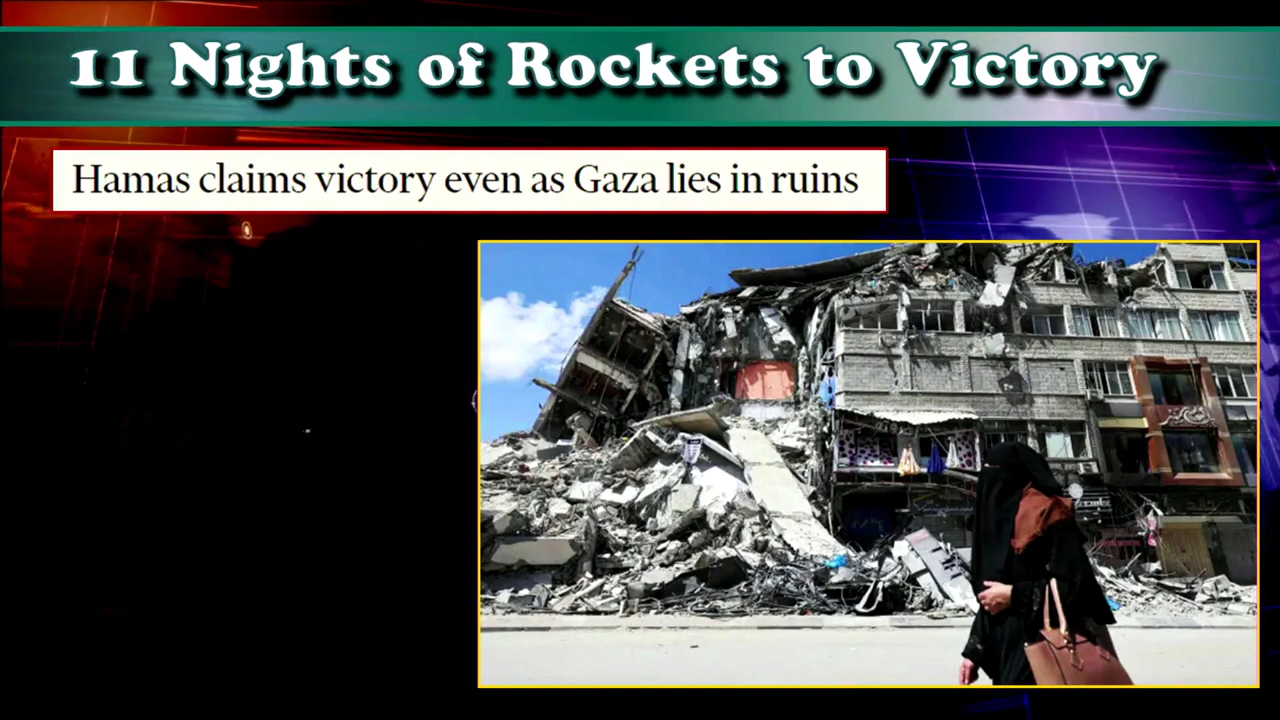 11 Nights of Rockets to Victory
Hamas claims victory even as Gaza lies in ruins